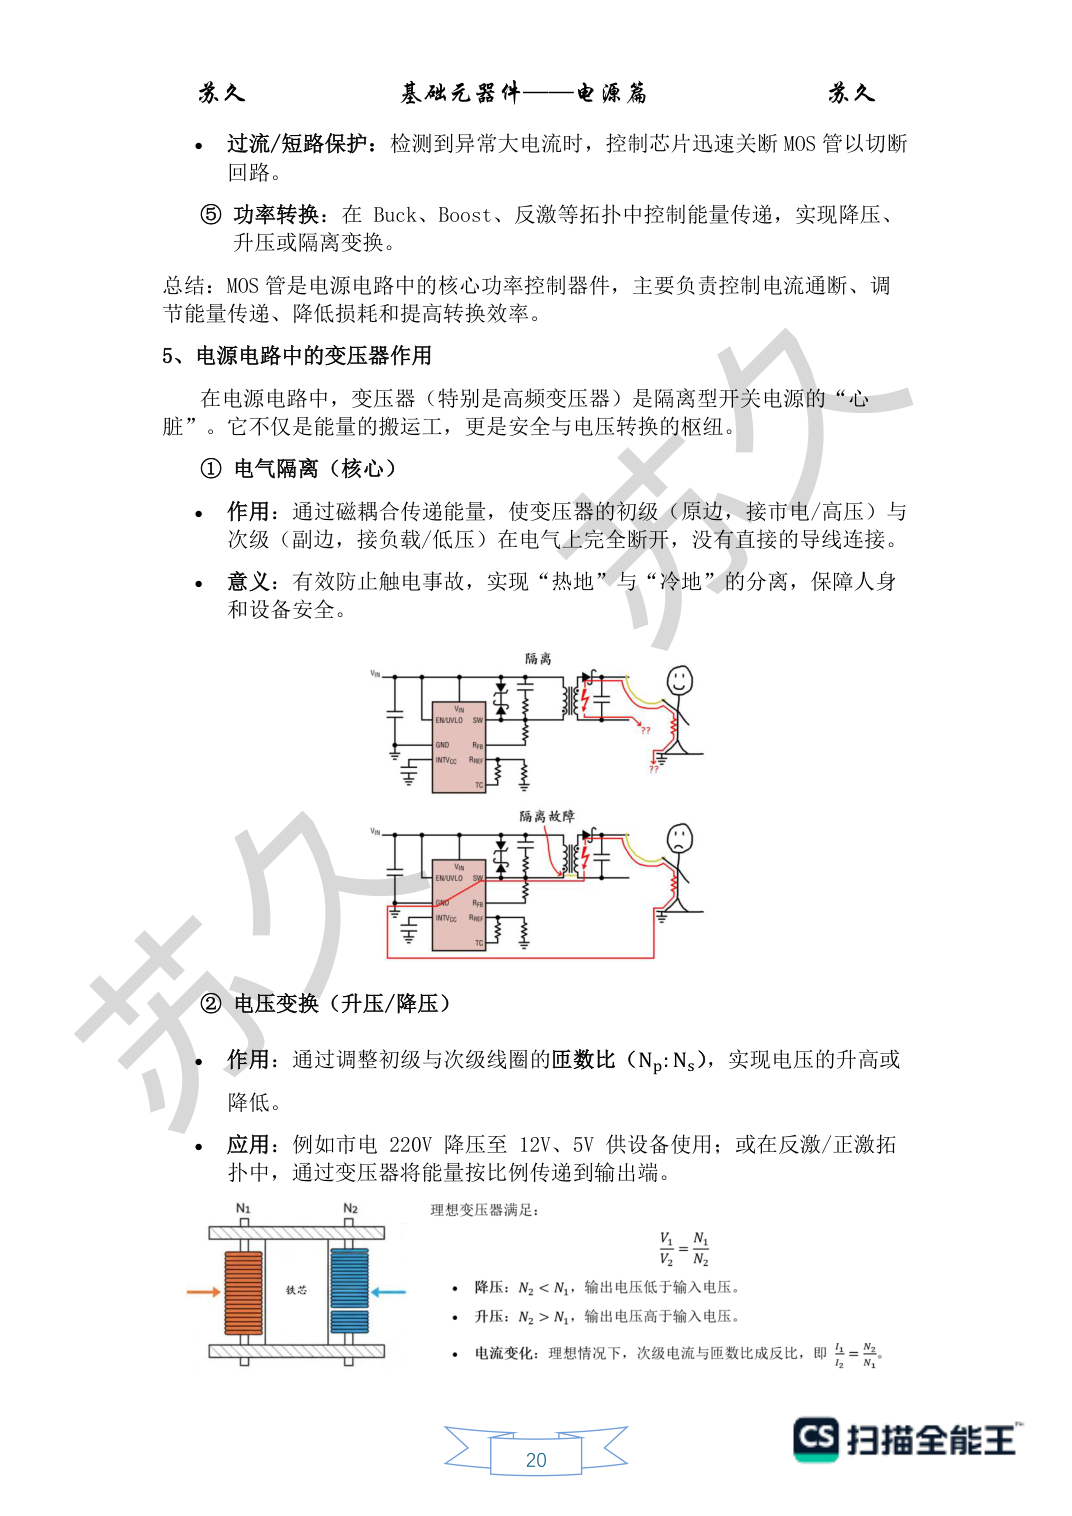 苏久 基础元器件——电源篇 苏久
• 过流/短路保护：检测到异常大电流时，控制芯片迅速关断 MOS 管以切断
回路。
⑤ 功率转换：在 Buck、Boost、反激等拓扑中控制能量传递，实现降压、
升压或隔离变换。
总结：MOS 管是电源电路中的核心功率控制器件，主要负责控制电流通断、调
节能量传递、降低损耗和提高转换效率。
5、电源电路中的变压器作用
在电源电路中，变压器（特别是高频变压器）是隔离型开关电源的“心
脏”。它不仅是能量的搬运工，更是安全与电压转换的枢纽。
① 电气隔离（核心）
• 作用：通过磁耦合传递能量，使变压器的初级（原边，接市电/高压）与
次级（副边，接负载/低压）在电气上完全断开，没有直接的导线连接。
• 意义：有效防止触电事故，实现“热地”与“冷地”的分离，保障人身
和设备安全。
隔离
VIN
VIN
EN/UVLO SW
??
GND RFB
INTVCC RREF
??
TC
隔离故障
VIN
VIN
EN/UVLO SW
GND RFB
INTVCC RREF
TC
② 电压变换（升压/降压）
• 作用：通过调整初级与次级线圈的匝数比（Np:Ns），实现电压的升高或
降低。
• 应用：例如市电 220V 降压至 12V、5V 供设备使用；或在反激/正激拓
扑中，通过变压器将能量按比例传递到输出端。
N1 N2
铁芯
理想变压器满足：
V1/V2 = N1/N2
• 降压：N2 < N1，输出电压低于输入电压。
• 升压：N2 > N1，输出电压高于输入电压。
• 电流变化：理想情况下，次级电流与匝数比成反比，即 I1/I2 = N2/N1。
20
CS 扫描全能王™
苏久
苏久